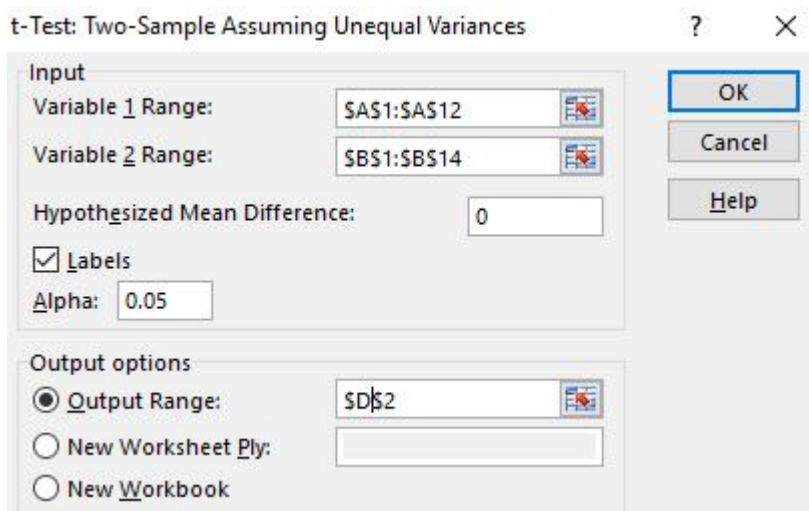 t-Test: Two-Sample Assuming Unequal Variances ?
Input
Variable 1 Range: $A$1:$A$12
Variable 2 Range: $B$1:$B$14
Hypothesized Mean Difference: 0
Labels
Alpha: 0.05
OK
Cancel
Help
Output options
Output Range: $D$2
New Worksheet Ply:
New Workbook